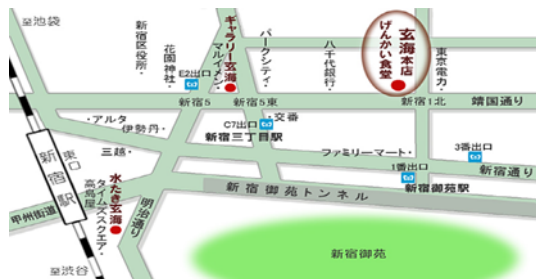 至池袋
新宿区役所・
花園神社・
E2出口
マルイメン・
ギャラリー玄海
パークシティ・
八千代銀行・
玄海本店
げんかい食堂
東京電力・
新宿5
新宿5東
新宿1北
靖国通り
・アルタ
伊勢丹・
C7出口
・交番
新宿三丁目駅
三越・
ファミリーマート・
3番出口
1番出口
新宿通り
新宿御苑駅
東口
新宿駅
水たき玄海
タイムズスクエア・
高島屋
明治通り
新宿御苑トンネル
甲州街道
新宿御苑
至渋谷